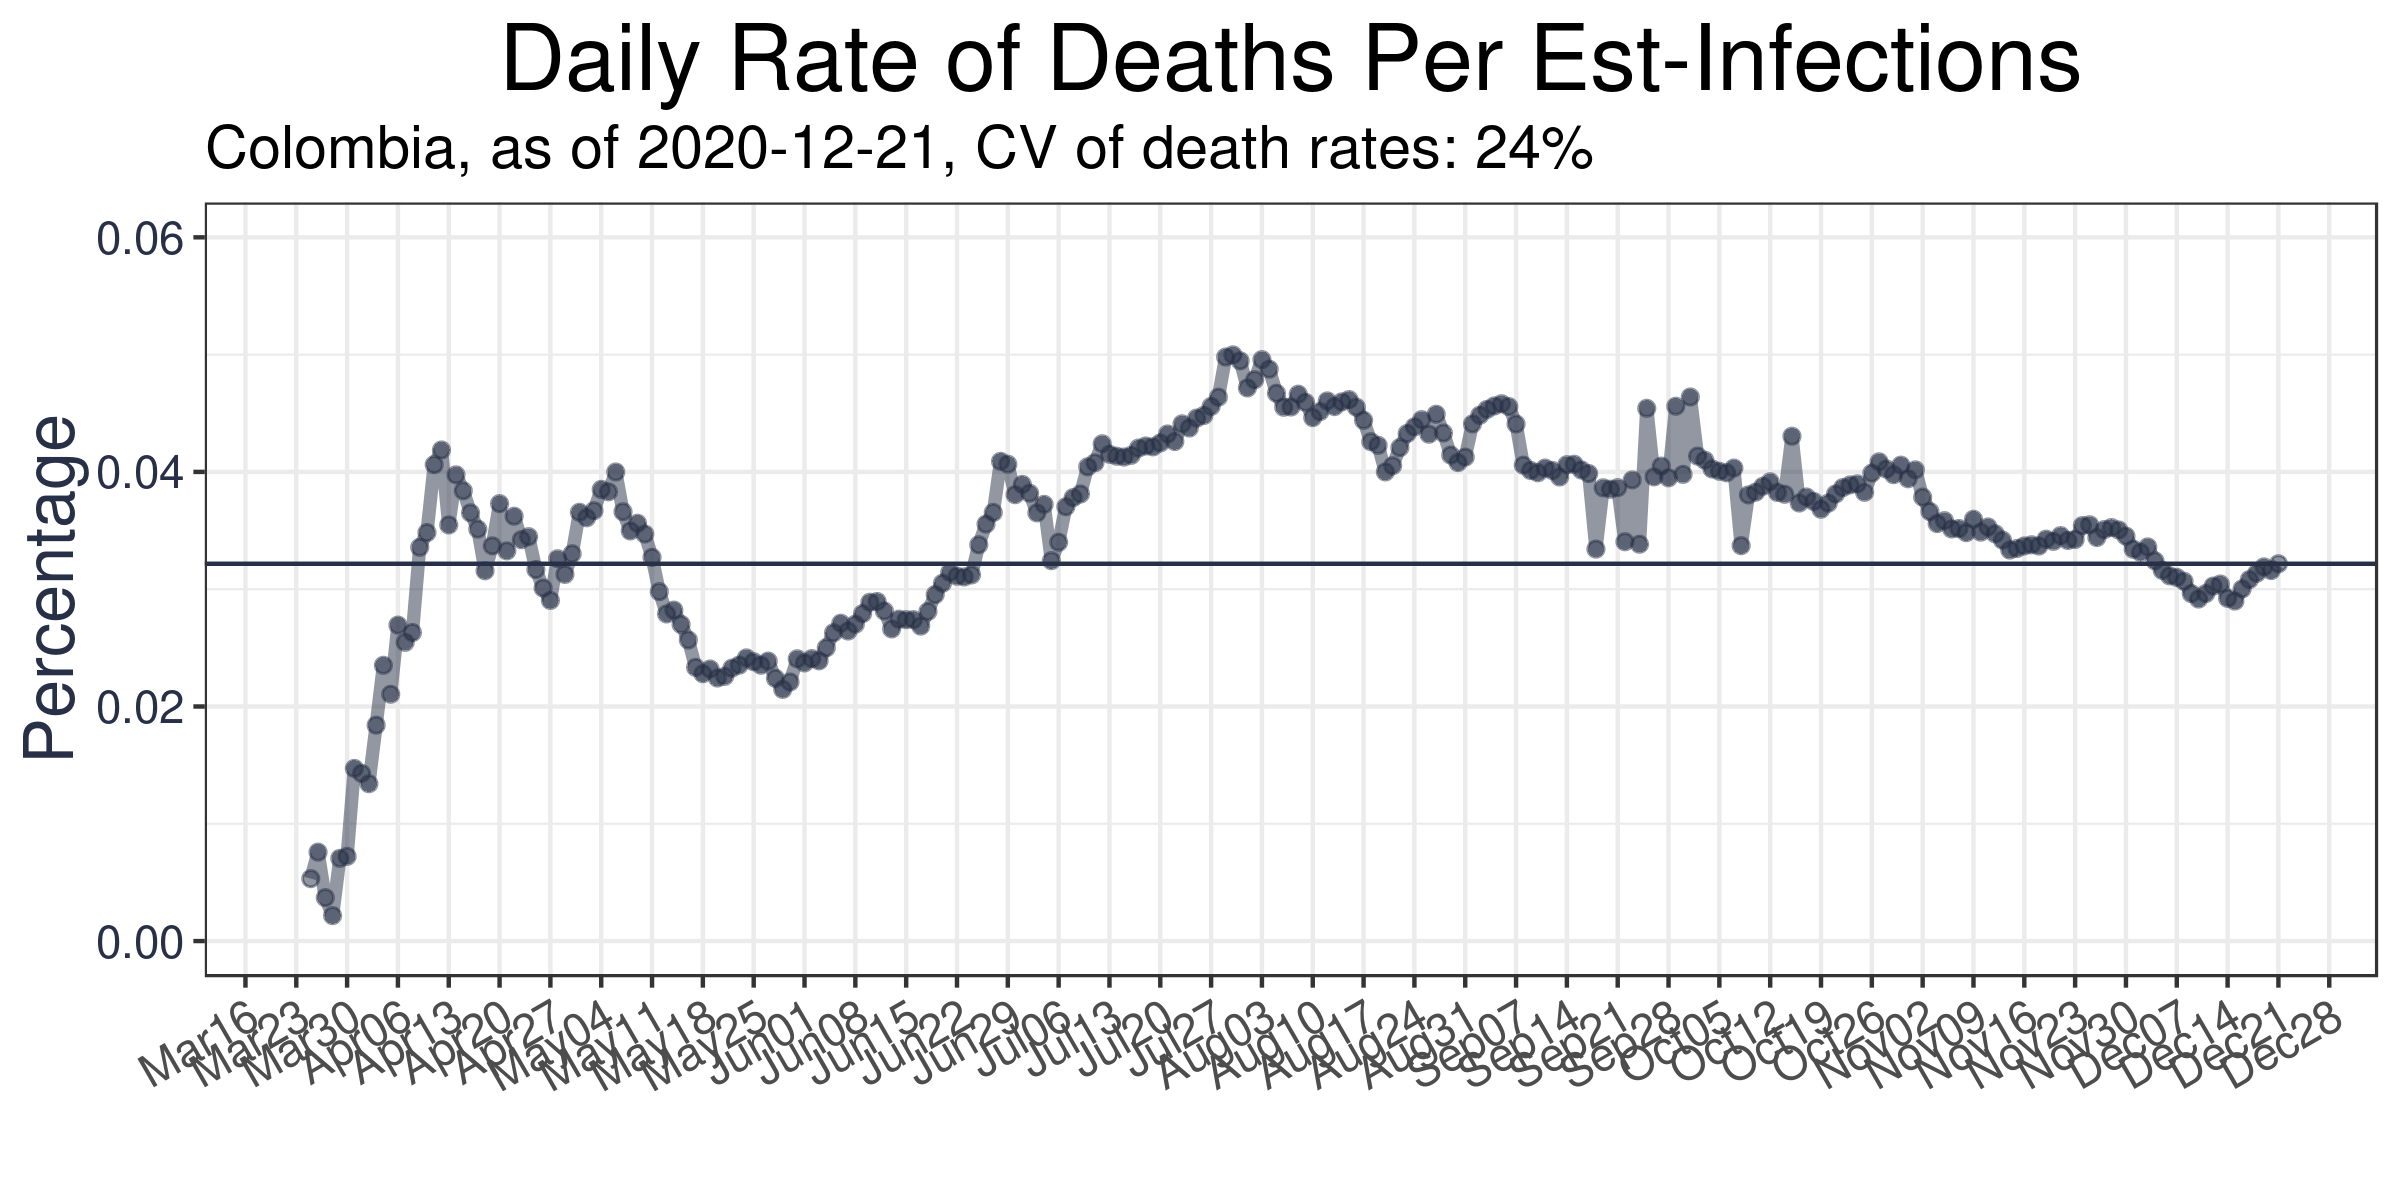 Daily Rate of Deaths Per Est-Infections
Colombia, as of 2020-12-21, CV of death rates: 24%
Percentage
0.06
0.04
0.02
0.00
Mar16
Mar23
Mar30
Apr06
Apr13
Apr20
Apr27
May04
May11
May18
May25
Jun01
Jun08
Jun15
Jun22
Jun29
Jul06
Jul13
Jul20
Jul27
Aug03
Aug10
Aug17
Aug24
Aug31
Sep07
Sep14
Sep21
Sep28
Oct05
Oct12
Oct19
Oct26
Nov02
Nov09
Nov16
Nov23
Nov30
Dec07
Dec14
Dec21
Dec28